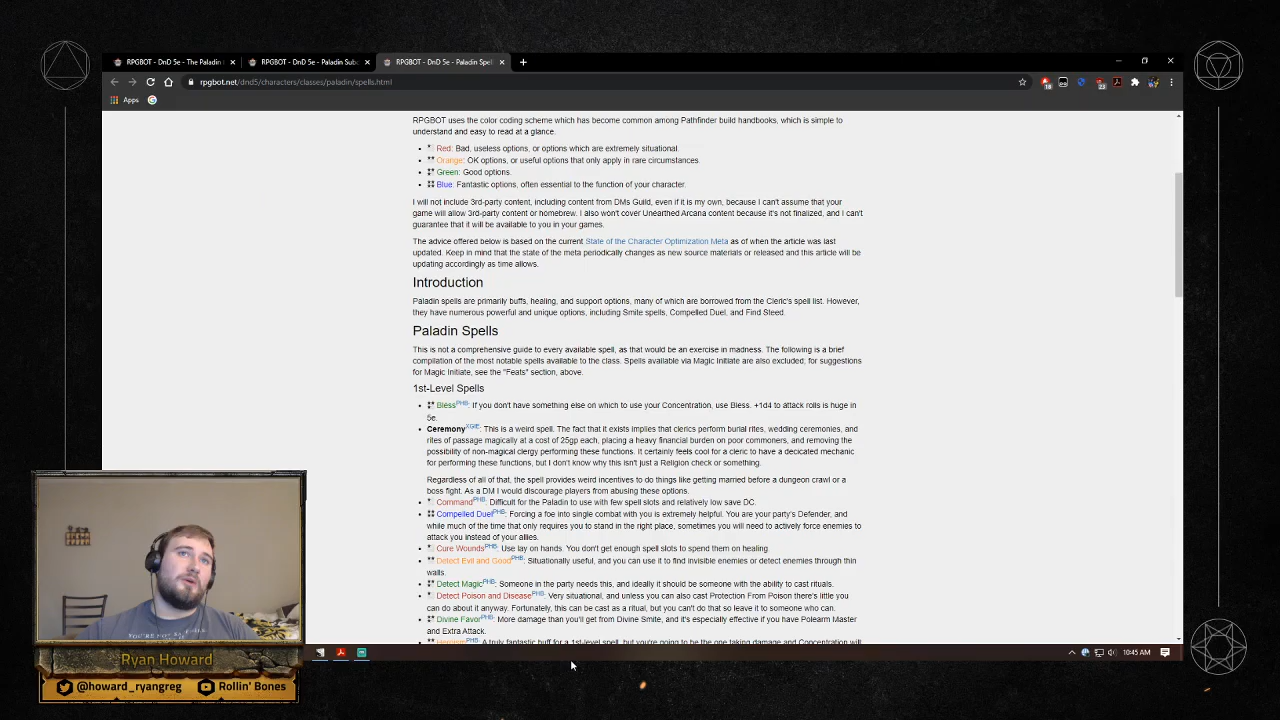 RPGBOT - DnD 5e - The Paladin
RPGBOT - DnD 5e - Paladin Subc
RPGBOT - DnD 5e - Paladin Spel
rpgbot.net/dnd5/characters/classes/paladin/spells.html
Apps
RPGBOT uses the color coding scheme which has become common among Pathfinder build handbooks, which is simple to
understand and easy to read at a glance.
Red: Bad, useless options, or options which are extremely situational.
Orange: OK options, or useful options that only apply in rare circumstances.
Green: Good options.
Blue: Fantastic options, often essential to the function of your character.
I will not include 3rd-party content, including content from DMs Guild, even if it is my own, because I can't assume that your
game will allow 3rd-party content or homebrew. I also won't cover Unearthed Arcana content because it's not finalized, and I can't
guarantee that it will be available to you in your games.
The advice offered below is based on the current State of the Character Optimization Meta as of when the article was last
updated. Keep in mind that the state of the meta periodically changes as new source materials or released and this article will be
updating accordingly as time allows.
Introduction
Paladin spells are primarily buffs, healing, and support options, many of which are borrowed from the Cleric's spell list. However,
they have numerous powerful and unique options, including Smite spells, Compelled Duel, and Find Steed.
Paladin Spells
This is not a comprehensive guide to every available spell, as that would be an exercise in madness. The following is a brief
compilation of the most notable spells available to the class. Spells available via Magic Initiate are also excluded; for suggestions
for Magic Initiate, see the "Feats" section, above.
1st-Level Spells
BlessPHB: If you don't have something else on which to use your Concentration, use Bless. +1d4 to attack rolls is huge in
5e.
CeremonyXGtE: This is a weird spell. The fact that it exists implies that clerics perform burial rites, wedding ceremonies, and
rites of passage magically at a cost of 25gp each, placing a heavy financial burden on poor commoners, and removing the
possibility of non-magical clergy performing these functions. It certainly feels cool for a cleric to have a dedicated mechanic
for performing these functions, but I don't know why this isn't just a Religion check or something.
Regardless of all of that, the spell provides weird incentives to do things like getting married before a dungeon crawl or a
boss fight. As a DM I would discourage players from abusing these options.
CommandPHB: Difficult for the Paladin to use with few spell slots and relatively low save DC.
Compelled DuelPHB: Forcing a foe into single combat with you is extremely helpful. You are your party's Defender, and
while much of the time that only requires you to stand in the right place, sometimes you will need to actively force enemies to
attack you instead of your allies.
Cure WoundsPHB: Use lay on hands. You don't get enough spell slots to spend them on healing.
Detect Evil and GoodPHB: Situationally useful, and you can use it to find invisible enemies or detect enemies through thin
walls.
Detect MagicPHB: Someone in the party needs this, and ideally it should be someone with the ability to cast rituals.
Detect Poison and DiseasePHB: Very situational, and unless you can also cast Protection From Poison there's little you
can do about it anyway. Fortunately, this can be cast as a ritual, but you can't do that so leave it to someone who can.
Divine FavorPHB: More damage than you'll get from Divine Smite, and it's especially effective if you have Polearm Master
and Extra Attack.
HeroismPHB: A truly fantastic buff for a 1st-level spell, but you're going to be the one taking damage and Concentration will
10:45 AM
Ryan Howard
@howard_ryangreg
Rollin' Bones